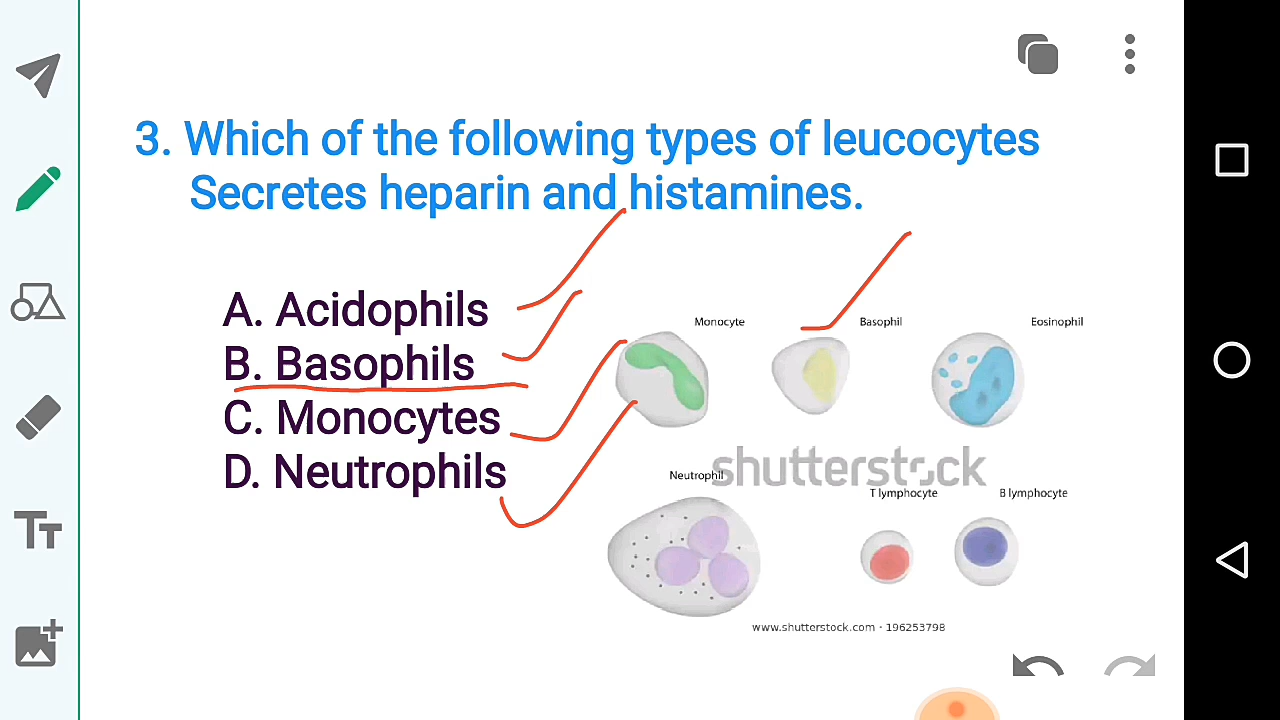 3. Which of the following types of leucocytes
Secretes heparin and histamines.
A. Acidophils
B. Basophils
C. Monocytes
D. Neutrophils
Monocyte
Basophil
Eosinophil
Neutrophil
shutterstock
T lymphocyte
B lymphocyte
www.shutterstock.com · 196253798
TT